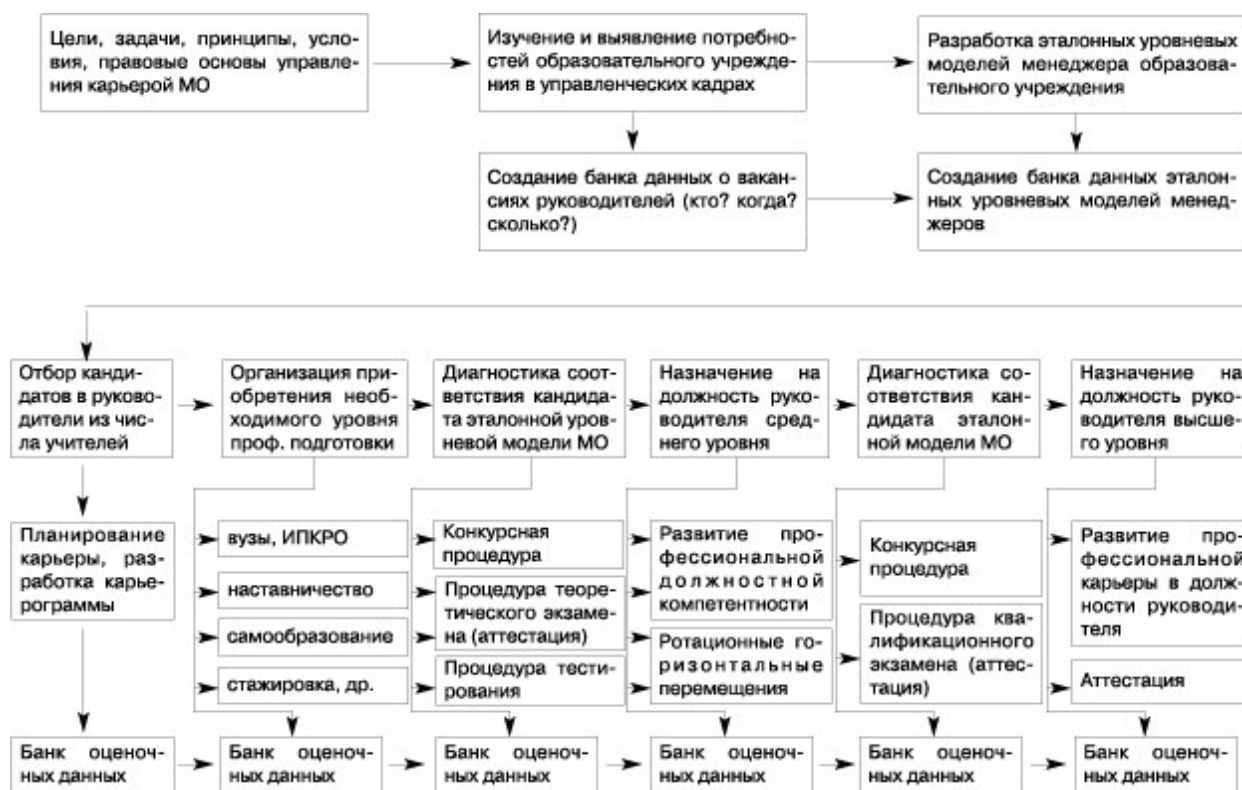 Цели, задачи, принципы, усло-
вия, правовые основы управле-
ния карьерой МО
Изучение и выявление потребно-
стей образовательного учрежде-
ния в управленческих кадрах
Разработка эталонных уровневых
моделей менеджера образова-
тельного учреждения
Создание банка данных о вакан-
сиях руководителей (кто? когда?
сколько?)
Создание банка данных эталон-
ных уровневых моделей менед-
жеров
Отбор канди-
датов в руково-
дители из чис-
ла учителей
Организация при-
обретения необ-
ходимого уровня
проф. подготовки
Диагностика соот-
ветствия кандида-
та эталонной уров-
невой модели МО
Назначение на
должность руко-
водителя сред-
него уровня
Диагностика со-
ответствия кан-
дидата эталон-
ной модели МО
Назначение на
должность руко-
водителя высше-
го уровня
Планирование
карьеры, раз-
работка карье-
рограммы
вузы, ИПКРО
наставничество
самообразование
стажировка, др.
Конкурсная
процедура
Процедура теоре-
тического экзаме-
на (аттестация)
Процедура тести-
рования
Развитие про-
фессиональной
должностной
компетентности
Ротационные го-
ризонтальные
перемещения
Конкурсная
процедура
Процедура ква-
лификационного
экзамена (аттес-
тация)
Развитие про-
фессиональной
карьеры в долж-
ности руководи-
теля
Аттестация
Банк оценоч-
ных данных
Банк оценоч-
ных данных
Банк оценоч-
ных данных
Банк оценоч-
ных данных
Банк оценоч-
ных данных
Банк оценоч-
ных данных